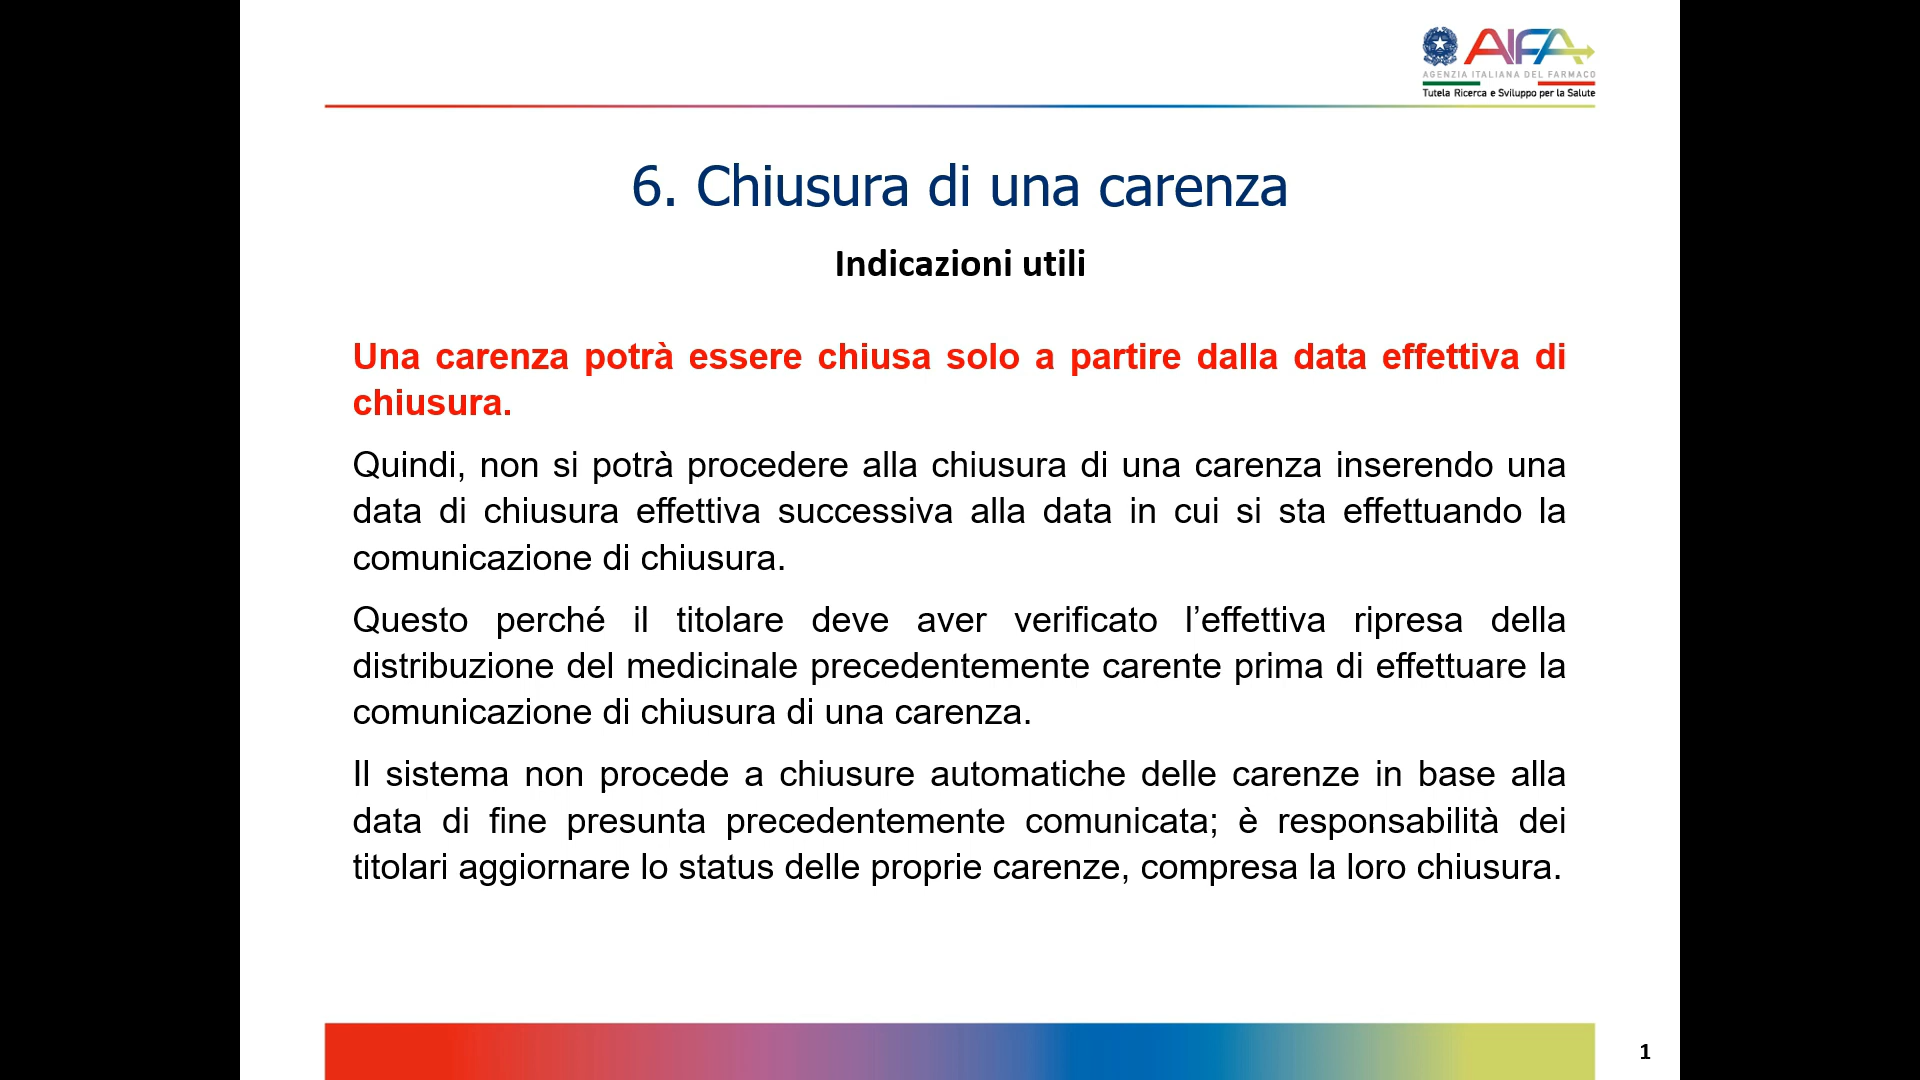 AIFA
AGENZIA ITALIANA DEL FARMACO
Tutela Ricerca e Sviluppo per la Salute
6. Chiusura di una carenza
Indicazioni utili
Una carenza potrà essere chiusa solo a partire dalla data effettiva di
chiusura.
Quindi, non si potrà procedere alla chiusura di una carenza inserendo una
data di chiusura effettiva successiva alla data in cui si sta effettuando la
comunicazione di chiusura.
Questo perché il titolare deve aver verificato l’effettiva ripresa della
distribuzione del medicinale precedentemente carente prima di effettuare la
comunicazione di chiusura di una carenza.
Il sistema non procede a chiusure automatiche delle carenze in base alla
data di fine presunta precedentemente comunicata; è responsabilità dei
titolari aggiornare lo status delle proprie carenze, compresa la loro chiusura.
1